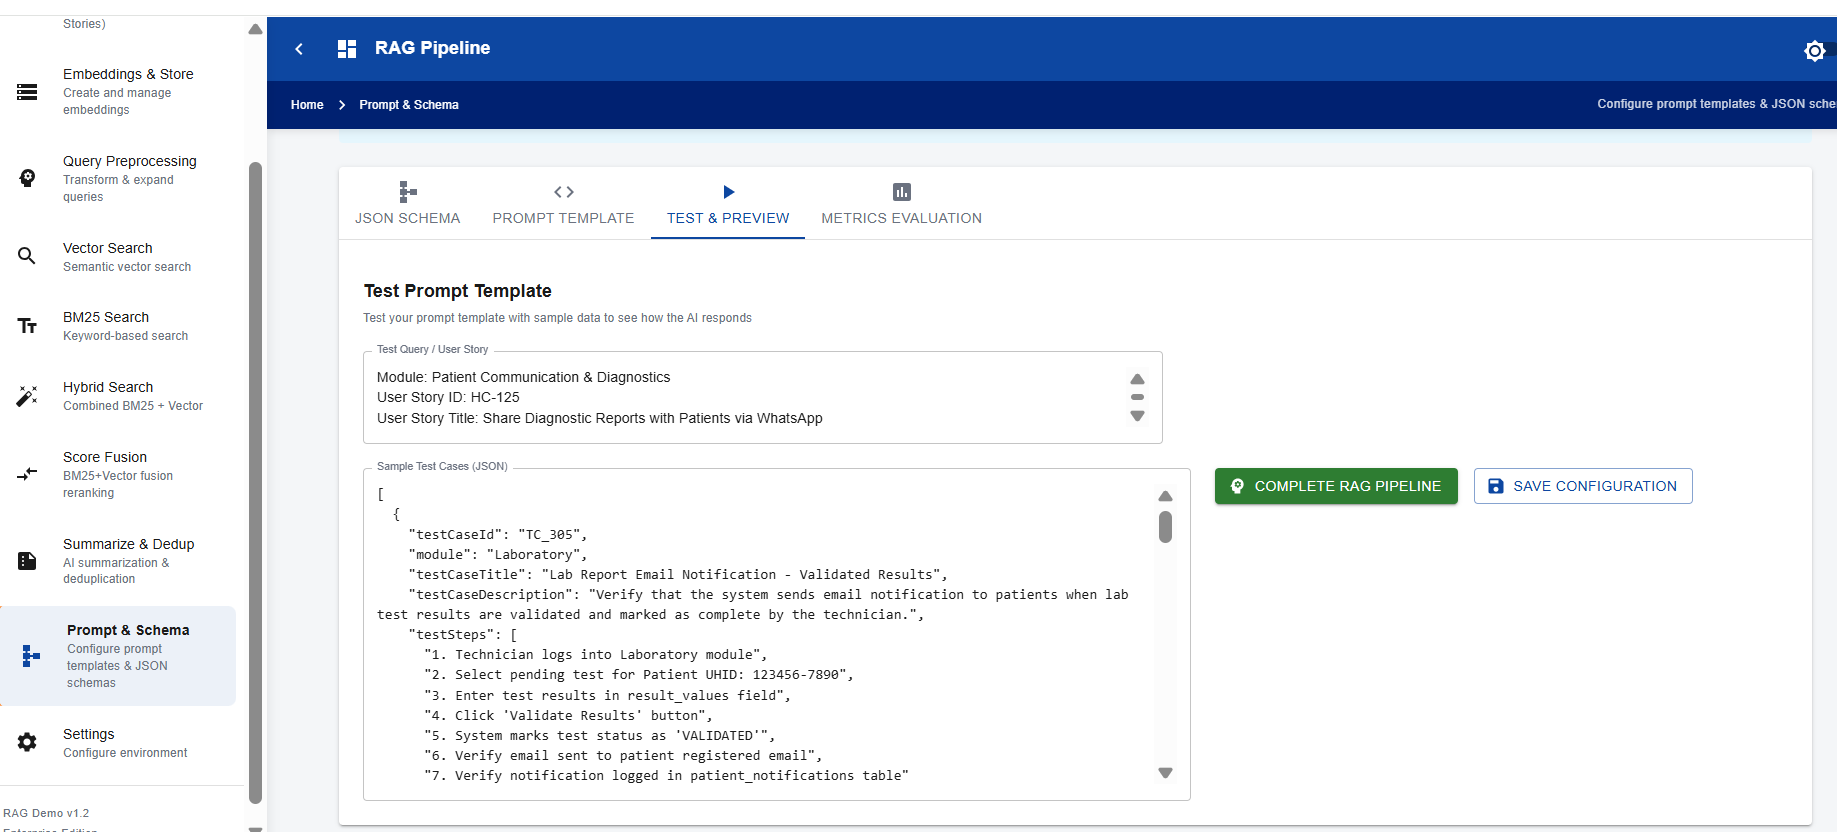 Stories)
Embeddings & Store
Create and manage
embeddings
Query Preprocessing
Transform & expand
queries
Vector Search
Semantic vector search
BM25 Search
Keyword-based search
Hybrid Search
Combined BM25 + Vector
Score Fusion
BM25+Vector fusion
reranking
Summarize & Dedup
AI summarization &
deduplication
Prompt & Schema
Configure prompt
templates & JSON
schemas
Settings
Configure environment
RAG Demo v1.2
Enterprise Edition
RAG Pipeline
Home
Prompt & Schema
Configure prompt templates & JSON sche
JSON SCHEMA
PROMPT TEMPLATE
TEST & PREVIEW
METRICS EVALUATION
Test Prompt Template
Test your prompt template with sample data to see how the AI responds
Test Query / User Story
Module: Patient Communication & Diagnostics
User Story ID: HC-125
User Story Title: Share Diagnostic Reports with Patients via WhatsApp
Sample Test Cases (JSON)
[
{
"testCaseId": "TC_305",
"module": "Laboratory",
"testCaseTitle": "Lab Report Email Notification - Validated Results",
"testCaseDescription": "Verify that the system sends email notification to patients when lab
test results are validated and marked as complete by the technician.",
"testSteps": [
"1. Technician logs into Laboratory module",
"2. Select pending test for Patient UHID: 123456-7890",
"3. Enter test results in result_values field",
"4. Click 'Validate Results' button",
"5. System marks test status as 'VALIDATED'",
"6. Verify email sent to patient registered email",
"7. Verify notification logged in patient_notifications table"
COMPLETE RAG PIPELINE
SAVE CONFIGURATION